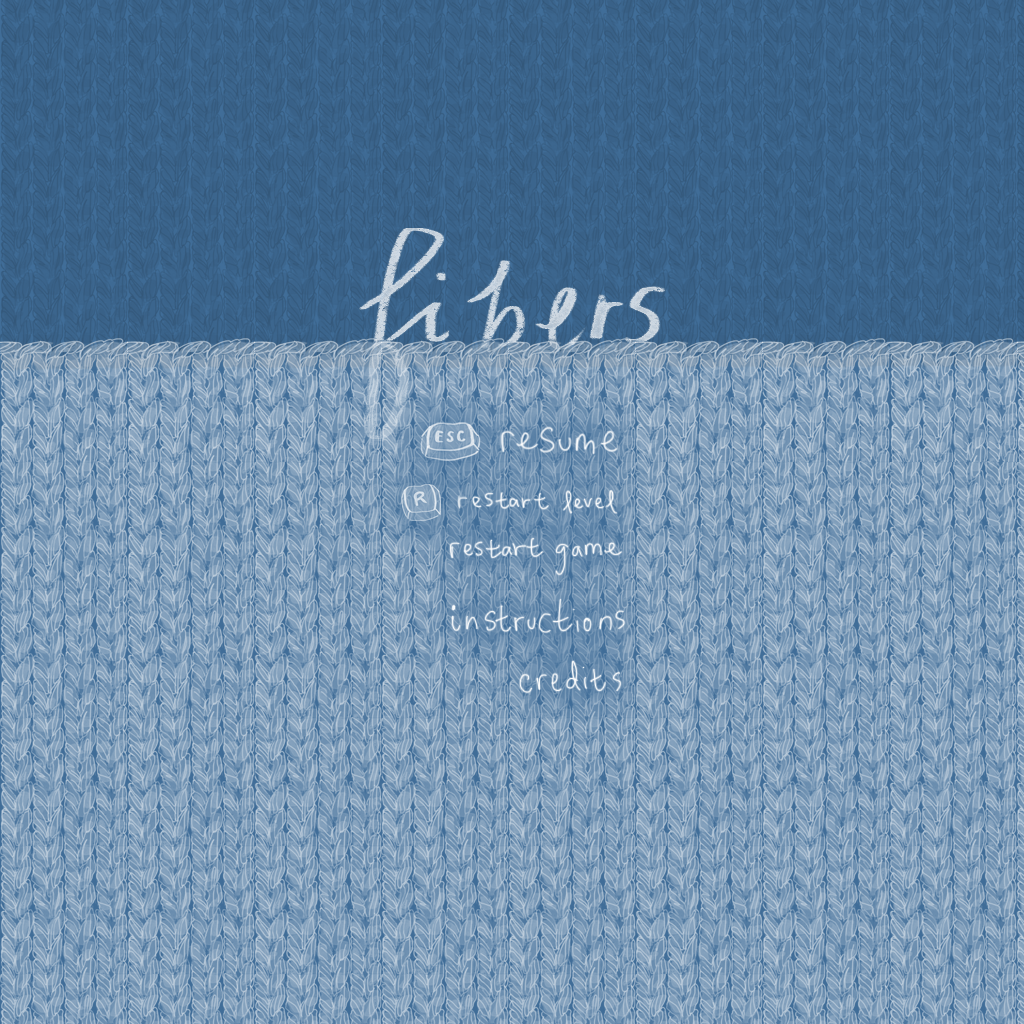 fibers
ESC resume
R restart level
restart game
instructions
credits